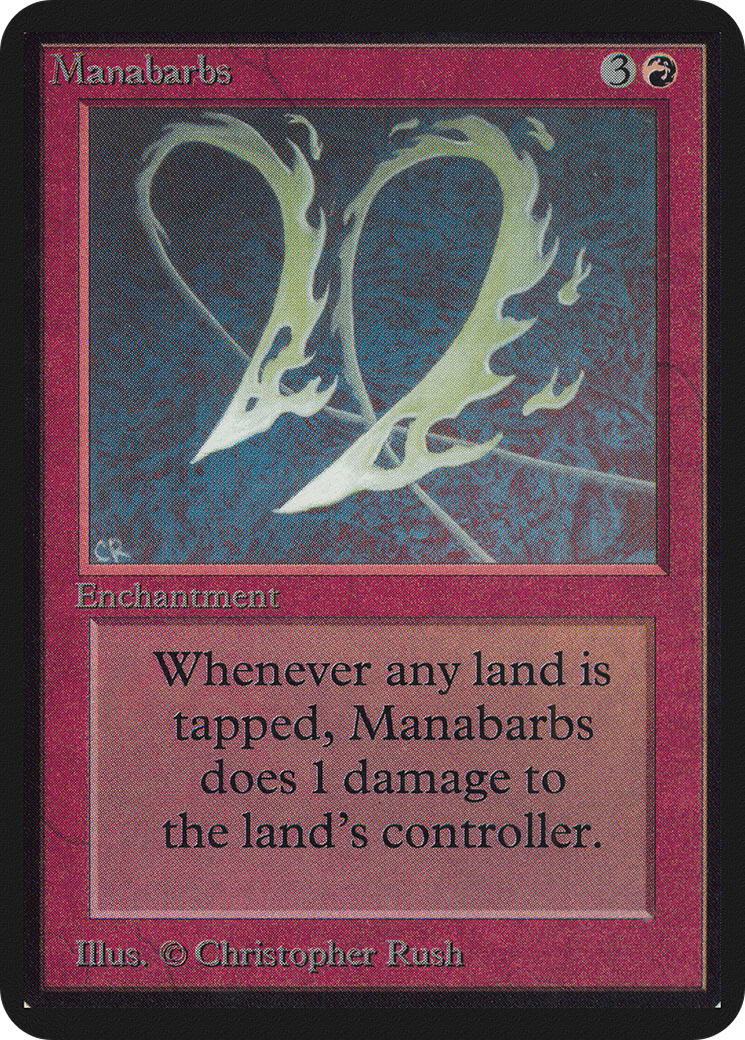 Manabarbs 3
CR
Enchantment
Whenever any land is
tapped, Manabarbs
does 1 damage to
the land's controller.
Illus. © Christopher Rush